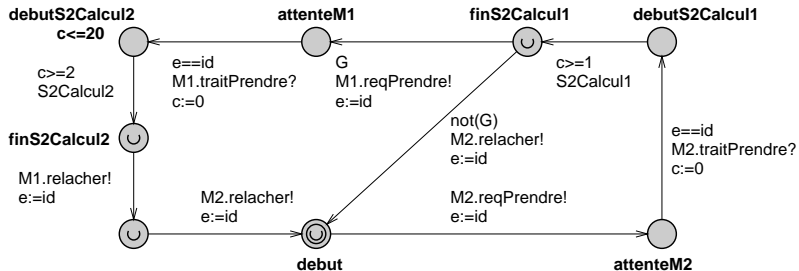 debutS2Calcul2
c<=20
attenteM1
finS2Calcul1
debutS2Calcul1
e==id
M1.traitPrendre?
c:=0
G
M1.reqPrendre!
e:=id
c>=1
S2Calcul1
c>=2
S2Calcul2
finS2Calcul2
not(G)
M2.relacher!
e:=id
e==id
M2.traitPrendre?
c:=0
M1.relacher!
e:=id
M2.relacher!
e:=id
M2.reqPrendre!
e:=id
debut
attenteM2